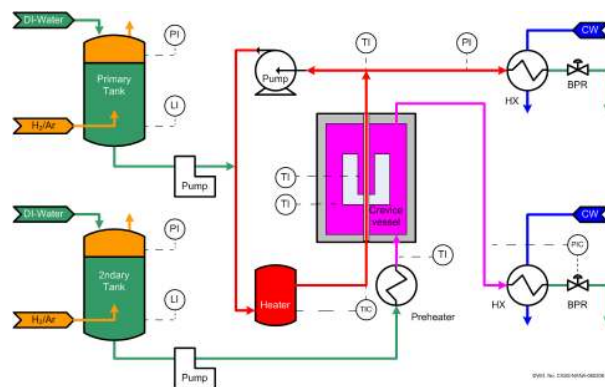 DI-Water
PI
Primary
Tank
LI
H₂/Ar
Pump
DI-Water
PI
2ndary
Tank
LI
H₂/Ar
Pump
Pump
TI
PI
CW
HX
BPR
TI
TI
Crevice
vessel
TI
Heater
TIC
Preheater
CW
PIC
HX
BPR